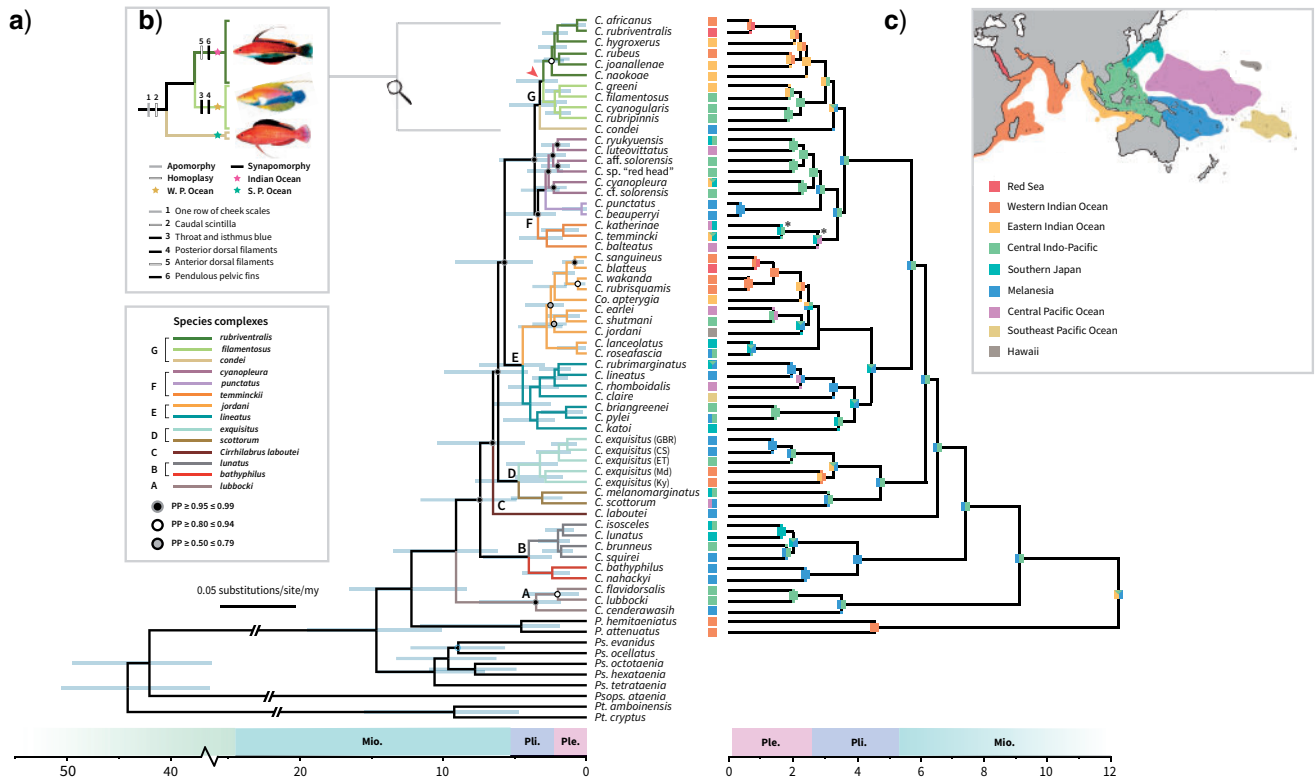 a)
b)
5 6
1 2
3 4
Apomorphy
Synapomorphy
Homoplasy
Indian Ocean
W. P. Ocean
S. P. Ocean
1 One row of cheek scales
2 Caudal scintilla
3 Throat and isthmus blue
4 Posterior dorsal filaments
5 Anterior dorsal filaments
6 Pendulous pelvic fins
Species complexes
G
rubriventralis
filamentosus
condei
F
cyanopleura
punctatus
temminckii
E
jordani
lineatus
D
exquisitus
scottorum
C
Cirrhilabrus laboutei
B
lunatus
bathyphilus
A
lubbocki
PP ≥ 0.95 ≤ 0.99
PP ≥ 0.80 ≤ 0.94
PP ≥ 0.50 ≤ 0.79
0.05 substitutions/site/my
G
F
E
D
C
B
A
C. africanus
C. rubriventralis
C. hygroxerus
C. rubeus
C. joanallenae
C. naokoae
C. greeni
C. filamentosus
C. cyanogularis
C. rubripinnis
C. condei
C. ryukyuensis
C. luteovittatus
C. aff. solorensis
C. sp. “red head”
C. cyanopleura
C. cf. solorensis
C. punctatus
C. beauperryi
C. katherinae
C. temmincki
C. balteatus
C. sanguineus
C. blatteus
C. wakanda
C. rubrisquamis
Co. apterygia
C. earlei
C. shutmani
C. jordani
C. lanceolatus
C. roseafascia
C. rubrimarginatus
C. lineatus
C. rhomboidalis
C. claire
C. briangreenei
C. pylei
C. katoi
C. exquisitus (GBR)
C. exquisitus (CS)
C. exquisitus (ET)
C. exquisitus (Md)
C. exquisitus (Ky)
C. melanomarginatus
C. scottorum
C. laboutei
C. isosceles
C. lunatus
C. brunneus
C. squirei
C. bathyphilus
C. nahackyi
C. flavidorsalis
C. lubbocki
C. cenderawasih
P. hemitaeniatus
P. attenuatus
Ps. evanidus
Ps. ocellatus
Ps. octotaenia
Ps. hexataenia
Ps. tetrataenia
Psops. ataenia
Pt. amboinensis
Pt. cryptus
Mio. Pli. Ple.
50 40 20 10 0
* *
Ple. Pli. Mio.
0 2 4 6 8 10 12
c)
Red Sea
Western Indian Ocean
Eastern Indian Ocean
Central Indo-Pacific
Southern Japan
Melanesia
Central Pacific Ocean
Southeast Pacific Ocean
Hawaii